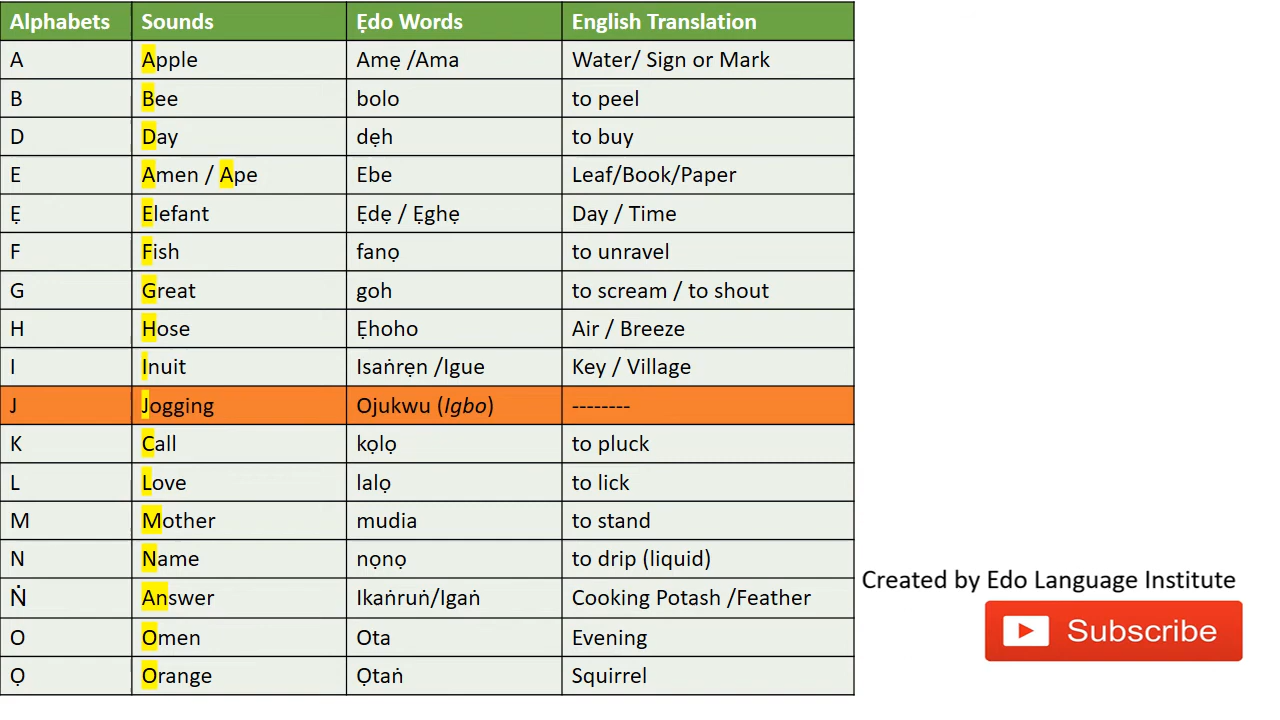 Alphabets Sounds Ẹdo Words English Translation
A Apple Amẹ /Ama Water/ Sign or Mark
B Bee bolo to peel
D Day dẹh to buy
E Amen / Ape Ebe Leaf/Book/Paper
Ẹ Elefant Ẹdẹ / Ẹghẹ Day / Time
F Fish fanọ to unravel
G Great goh to scream / to shout
H Hose Ẹhoho Air / Breeze
I Inuit Isaṅrẹn /Igue Key / Village
J Jogging Ojukwu (Igbo) --------
K Call kọlọ to pluck
L Love lalọ to lick
M Mother mudia to stand
N Name nọnọ to drip (liquid)
Ṅ Answer Ikaṅruṅ/Igaṅ Cooking Potash /Feather
O Omen Ota Evening
Ọ Orange Ọtaṅ Squirrel
Created by Edo Language Institute
Subscribe